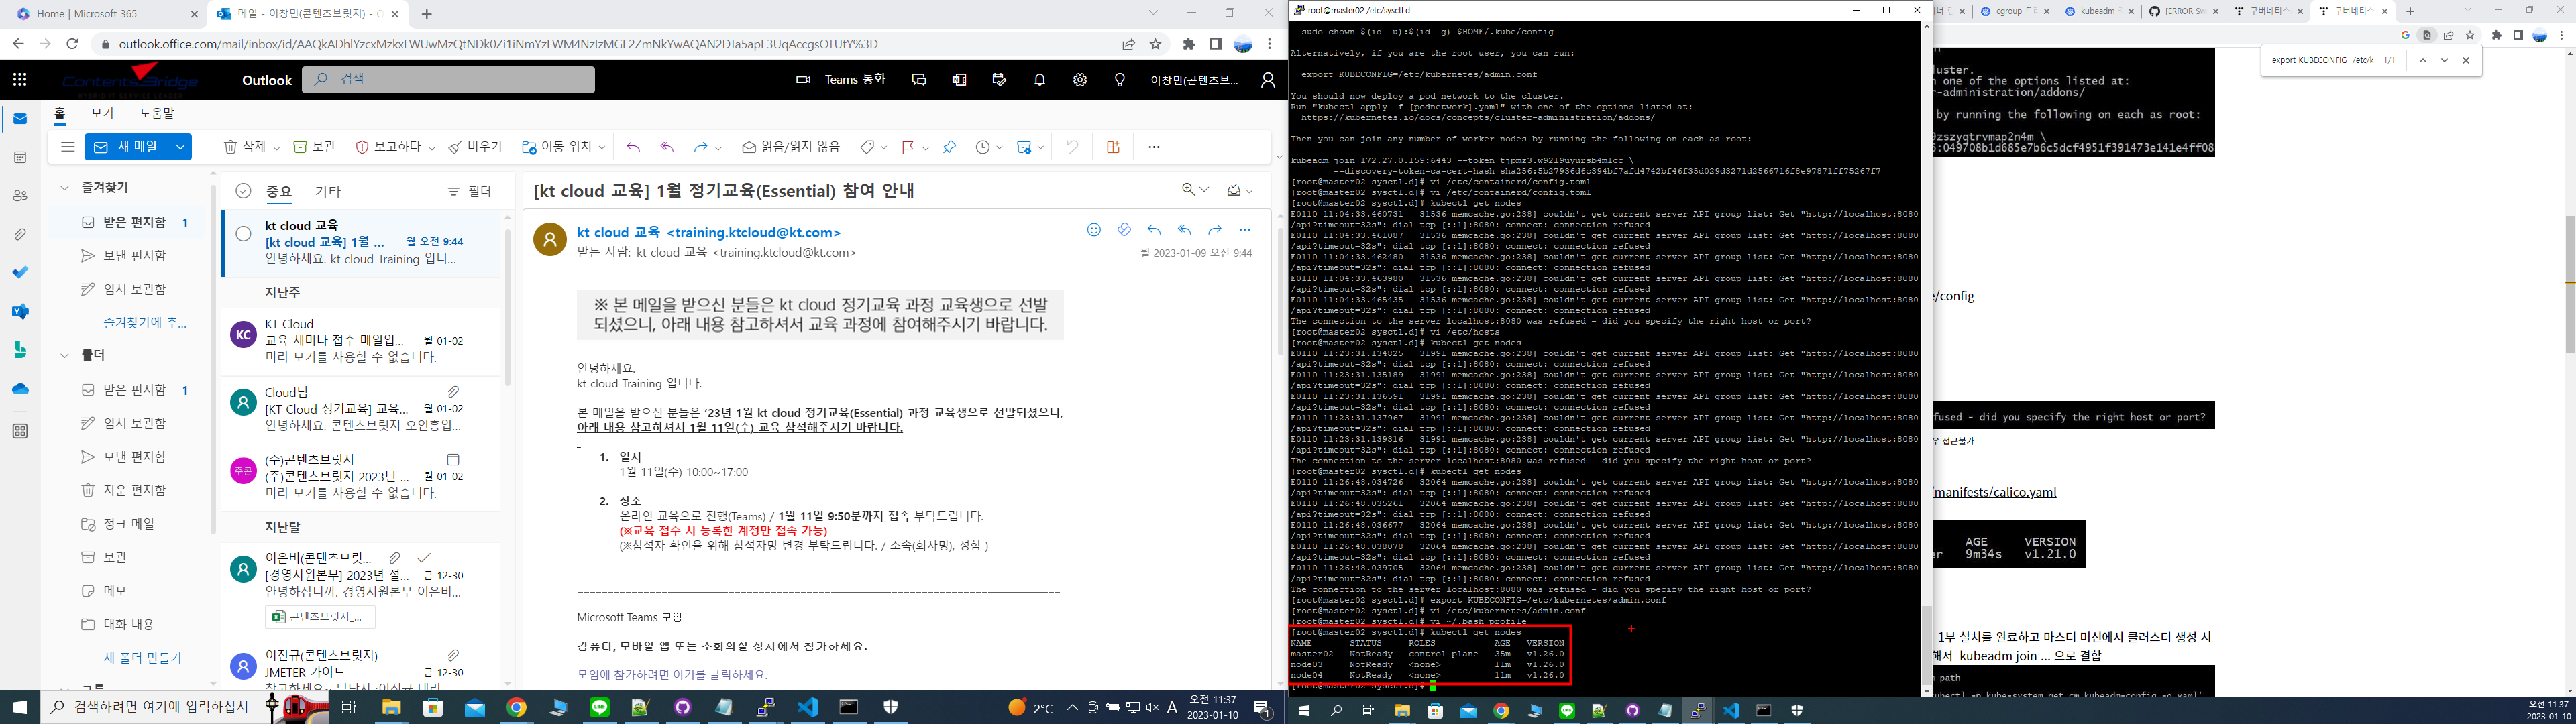 Home | Microsoft 365
메일 - 이창민(콘텐츠브릿지) - O
outlook.office.com/mail/inbox/id/AAQkADhlYzcxMzkxLWUwMzQtNDk0Zi1iNmYzLWM4NzIzMGE2ZmNkYwAQAN2DTa5apE3UqAccgsOTUtY%3D
ContentsBridge
Outlook
검색
Teams 통화
이창민(콘텐츠브...
홈
보기
도움말
새 메일
삭제
보관
보고하다
비우기
이동 위치
읽음/읽지 않음
즐겨찾기
받은 편지함 1
보낸 편지함
임시 보관함
즐겨찾기에 추...
폴더
받은 편지함 1
임시 보관함
보낸 편지함
지운 편지함
정크 메일
보관
메모
대화 내용
새 폴더 만들기
그룹
중요
기타
필터
kt cloud 교육
[kt cloud 교육] 1월 ... 월 오전 9:44
안녕하세요. kt cloud Training 입니...
지난주
KC
KT Cloud
교육 세미나 접수 메일입... 월 01-02
미리 보기를 사용할 수 없습니다.
Cloud팀
[KT Cloud 정기교육] 교육... 월 01-02
안녕하세요. 콘텐츠브릿지 오인흥입...
주콘
(주)콘텐츠브릿지
(주)콘텐츠브릿지 2023년 ... 월 01-02
미리 보기를 사용할 수 없습니다.
지난달
이은비(콘텐츠브릿...
[경영지원본부] 2023년 설... 금 12-30
안녕하십니까. 경영지원본부 이은비...
콘텐츠브릿지_...
이진규(콘텐츠브릿지)
JMETER 가이드 금 12-30
참고하세요~ 담당자 :이진규 대리
[kt cloud 교육] 1월 정기교육(Essential) 참여 안내
kt cloud 교육 <training.ktcloud@kt.com>
받는 사람: kt cloud 교육 <training.ktcloud@kt.com>
월 2023-01-09 오전 9:44
※ 본 메일을 받으신 분들은 kt cloud 정기교육 과정 교육생으로 선발
되셨으니, 아래 내용 참고하셔서 교육 과정에 참여해주시기 바랍니다.
안녕하세요.
kt cloud Training 입니다.
본 메일을 받으신 분들은 '23년 1월 kt cloud 정기교육(Essential) 과정 교육생으로 선발되셨으니,
아래 내용 참고하셔서 1월 11일(수) 교육 참석해주시기 바랍니다.
1. 일시
1월 11일(수) 10:00~17:00
2. 장소
온라인 교육으로 진행(Teams) / 1월 11일 9:50분까지 접속 부탁드립니다.
(※교육 접수 시 등록한 계정만 접속 가능)
(※참석자 확인을 위해 참석자명 변경 부탁드립니다. / 소속(회사명), 성함 )
Microsoft Teams 모임
컴퓨터, 모바일 앱 또는 소회의실 장치에서 참가하세요.
모임에 참가하려면 여기를 클릭하세요.
검색하려면 여기에 입력하십시
2°C
A
오전 11:37
2023-01-10
root@master02:/etc/sysctl.d
sudo chown $(id -u):$(id -g) $HOME/.kube/config
Alternatively, if you are the root user, you can run:
export KUBECONFIG=/etc/kubernetes/admin.conf
You should now deploy a pod network to the cluster.
Run "kubectl apply -f [podnetwork].yaml" with one of the options listed at:
https://kubernetes.io/docs/concepts/cluster-administration/addons/
Then you can join any number of worker nodes by running the following on each as root:
kubeadm join 172.27.0.159:6443 --token tjpmz3.w92l9uyursb4mlcc \
--discovery-token-ca-cert-hash sha256:5b27936d6c394bf7afd4742bf46f35d029d3271d2566716f8e97871ff75267f7
[root@master02 sysctl.d]# vi /etc/containerd/config.toml
[root@master02 sysctl.d]# vi /etc/containerd/config.toml
[root@master02 sysctl.d]# kubectl get nodes
E0110 11:04:33.460731 31536 memcache.go:238] couldn't get current server API group list: Get "http://localhost:8080
/api?timeout=32s": dial tcp [::1]:8080: connect: connection refused
E0110 11:04:33.461087 31536 memcache.go:238] couldn't get current server API group list: Get "http://localhost:8080
/api?timeout=32s": dial tcp [::1]:8080: connect: connection refused
E0110 11:04:33.462480 31536 memcache.go:238] couldn't get current server API group list: Get "http://localhost:8080
/api?timeout=32s": dial tcp [::1]:8080: connect: connection refused
E0110 11:04:33.463980 31536 memcache.go:238] couldn't get current server API group list: Get "http://localhost:8080
/api?timeout=32s": dial tcp [::1]:8080: connect: connection refused
E0110 11:04:33.465435 31536 memcache.go:238] couldn't get current server API group list: Get "http://localhost:8080
/api?timeout=32s": dial tcp [::1]:8080: connect: connection refused
The connection to the server localhost:8080 was refused - did you specify the right host or port?
[root@master02 sysctl.d]# vi /etc/hosts
[root@master02 sysctl.d]# kubectl get nodes
E0110 11:23:31.134825 31991 memcache.go:238] couldn't get current server API group list: Get "http://localhost:8080
/api?timeout=32s": dial tcp [::1]:8080: connect: connection refused
E0110 11:23:31.135189 31991 memcache.go:238] couldn't get current server API group list: Get "http://localhost:8080
/api?timeout=32s": dial tcp [::1]:8080: connect: connection refused
E0110 11:23:31.136591 31991 memcache.go:238] couldn't get current server API group list: Get "http://localhost:8080
/api?timeout=32s": dial tcp [::1]:8080: connect: connection refused
E0110 11:23:31.137967 31991 memcache.go:238] couldn't get current server API group list: Get "http://localhost:8080
/api?timeout=32s": dial tcp [::1]:8080: connect: connection refused
E0110 11:23:31.139316 31991 memcache.go:238] couldn't get current server API group list: Get "http://localhost:8080
/api?timeout=32s": dial tcp [::1]:8080: connect: connection refused
The connection to the server localhost:8080 was refused - did you specify the right host or port?
[root@master02 sysctl.d]# kubectl get nodes
E0110 11:26:48.034726 32064 memcache.go:238] couldn't get current server API group list: Get "http://localhost:8080
/api?timeout=32s": dial tcp [::1]:8080: connect: connection refused
E0110 11:26:48.035261 32064 memcache.go:238] couldn't get current server API group list: Get "http://localhost:8080
/api?timeout=32s": dial tcp [::1]:8080: connect: connection refused
E0110 11:26:48.036677 32064 memcache.go:238] couldn't get current server API group list: Get "http://localhost:8080
/api?timeout=32s": dial tcp [::1]:8080: connect: connection refused
E0110 11:26:48.038078 32064 memcache.go:238] couldn't get current server API group list: Get "http://localhost:8080
/api?timeout=32s": dial tcp [::1]:8080: connect: connection refused
E0110 11:26:48.039705 32064 memcache.go:238] couldn't get current server API group list: Get "http://localhost:8080
/api?timeout=32s": dial tcp [::1]:8080: connect: connection refused
The connection to the server localhost:8080 was refused - did you specify the right host or port?
[root@master02 sysctl.d]# export KUBECONFIG=/etc/kubernetes/admin.conf
[root@master02 sysctl.d]# vi /etc/kubernetes/admin.conf
[root@master02 sysctl.d]# vi ~/.bash_profile
[root@master02 sysctl.d]# kubectl get nodes
NAME STATUS ROLES AGE VERSION
master02 NotReady control-plane 35m v1.26.0
node03 NotReady <none> 11m v1.26.0
node04 NotReady <none> 11m v1.26.0
[root@master02 sysctl.d]#
cgroup 드라
kubeadm
[ERROR Sw
쿠버네티스
쿠버네티스
export KUBECONFIG=/etc/k 1/1
cluster.
h one of the options listed at:
r-administration/addons/
by running the following on each as root:
9zszyqtrvmap2n4m \
6:049708b1d685e7b6c5dcf4951f391473e141e4ff08
e/config
fused - did you specify the right host or port?
우 접근불가
/manifests/calico.yaml
AGE VERSION
er 9m34s v1.21.0
1부 설치를 완료하고 마스터 머신에서 클러스터 생성 시
해서 kubeadm join ... 으로 결합
n path
kubectl -n kube-system get cm kubeadm-config -o yaml'
오전 11:37
2023-01-10